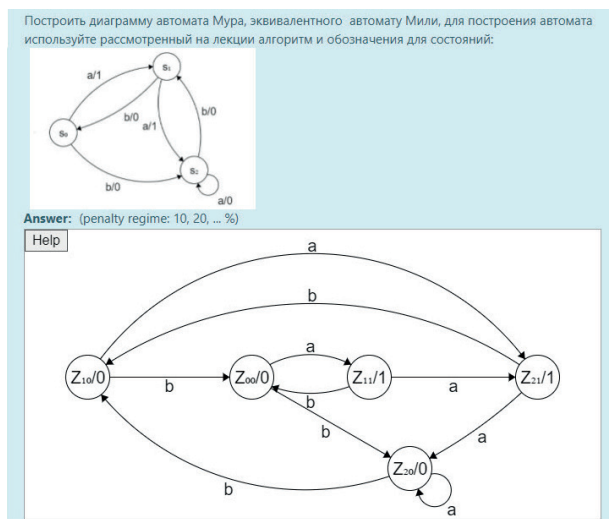 Построить диаграмму автомата Мура, эквивалентного автомату Мили, для построения автомата
используйте рассмотренный на лекции алгоритм и обозначения для состояний:
S₁
a/1
b/0
b/0
a/1
S₀
S₂
b/0
a/0
Answer: (penalty regime: 10, 20, ... %)
Help
a
b
a
Z₁₀/0
b
Z₀₀/0
Z₁₁/1
a
Z₂₁/1
b
b
a
Z₂₀/0
b
a